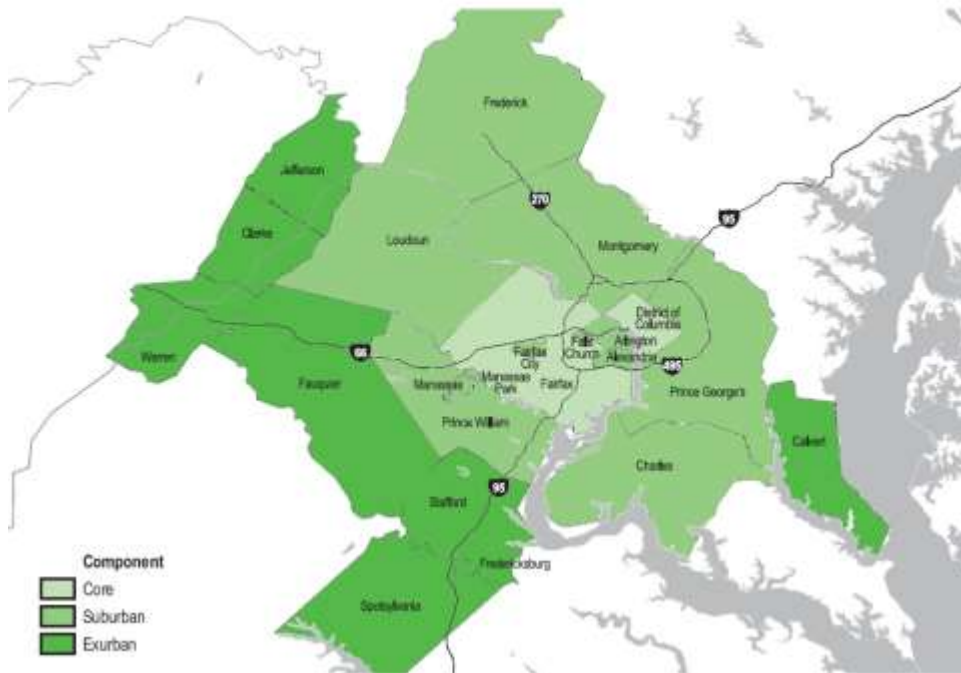 Frederick
Jefferson
270
95
Clarke
Loudoun
Montgomery
District of
Columbia
Warren
66
Fairfax
City
Falls
Church
Arlington
Alexandria
495
Fauquier
Manassas
Manassas
Park
Fairfax
Prince George's
Prince William
Calvert
Charles
95
Stafford
Fredericksburg
Spotsylvania
Component
Core
Suburban
Exurban